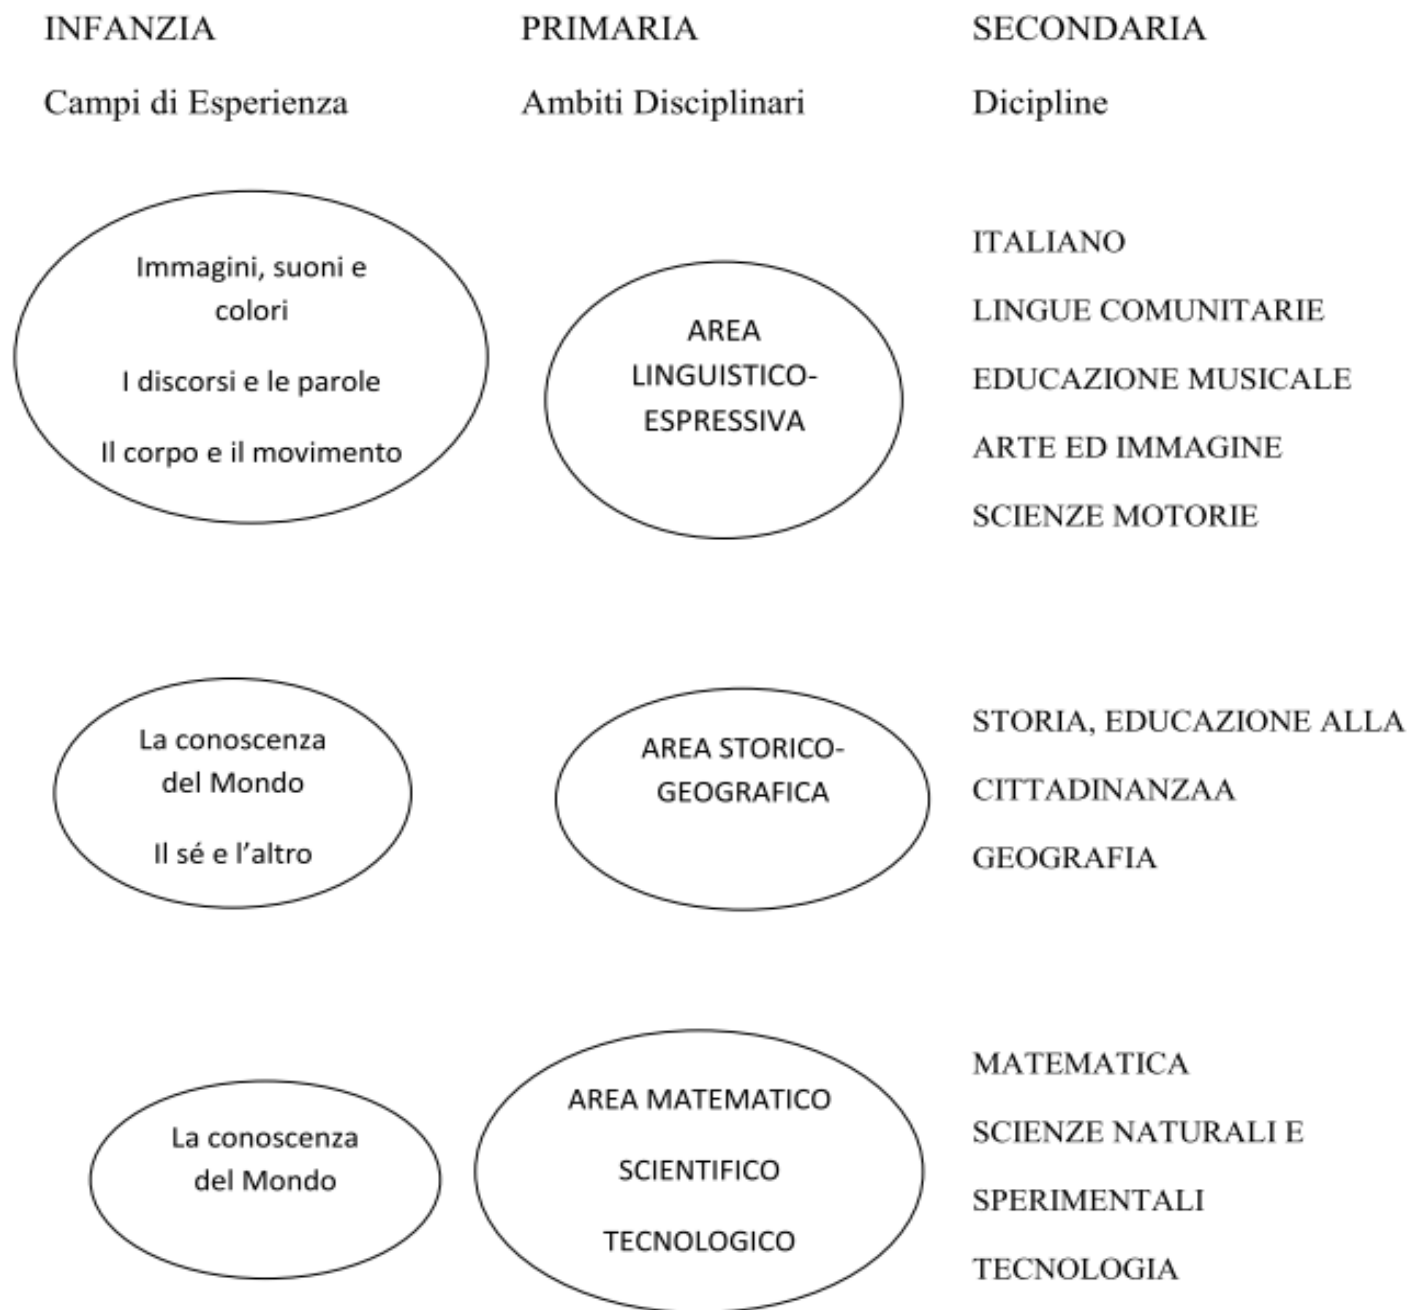 INFANZIA
PRIMARIA
SECONDARIA
Campi di Esperienza
Ambiti Disciplinari
Dicipline
Immagini, suoni e
colori
I discorsi e le parole
Il corpo e il movimento
AREA
LINGUISTICO-
ESPRESSIVA
ITALIANO
LINGUE COMUNITARIE
EDUCAZIONE MUSICALE
ARTE ED IMMAGINE
SCIENZE MOTORIE
La conoscenza
del Mondo
Il sé e l’altro
AREA STORICO-
GEOGRAFICA
STORIA, EDUCAZIONE ALLA
CITTADINANZAA
GEOGRAFIA
La conoscenza
del Mondo
AREA MATEMATICO
SCIENTIFICO
TECNOLOGICO
MATEMATICA
SCIENZE NATURALI E
SPERIMENTALI
TECNOLOGIA